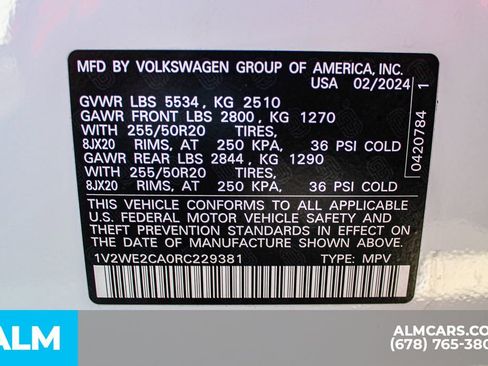 MFD BY VOLKSWAGEN GROUP OF AMERICA, INC.
USA 02/2024
GVWR LBS 5534 , KG 2510
GAWR FRONT LBS 2800 , KG 1270
WITH 255/50R20 TIRES,
8JX20 RIMS, AT 250 KPA, 36 PSI COLD
GAWR REAR LBS 2844 , KG 1290
WITH 255/50R20 TIRES,
8JX20 RIMS, AT 250 KPA, 36 PSI COLD
THIS VEHICLE CONFORMS TO ALL APPLICABLE
U.S. FEDERAL MOTOR VEHICLE SAFETY AND
THEFT PREVENTION STANDARDS IN EFFECT ON
THE DATE OF MANUFACTURE SHOWN ABOVE.
1V2WE2CA0RC229381 TYPE: MPV
0420784 1
ALM
ALMCARS.CO
(678) 765-380